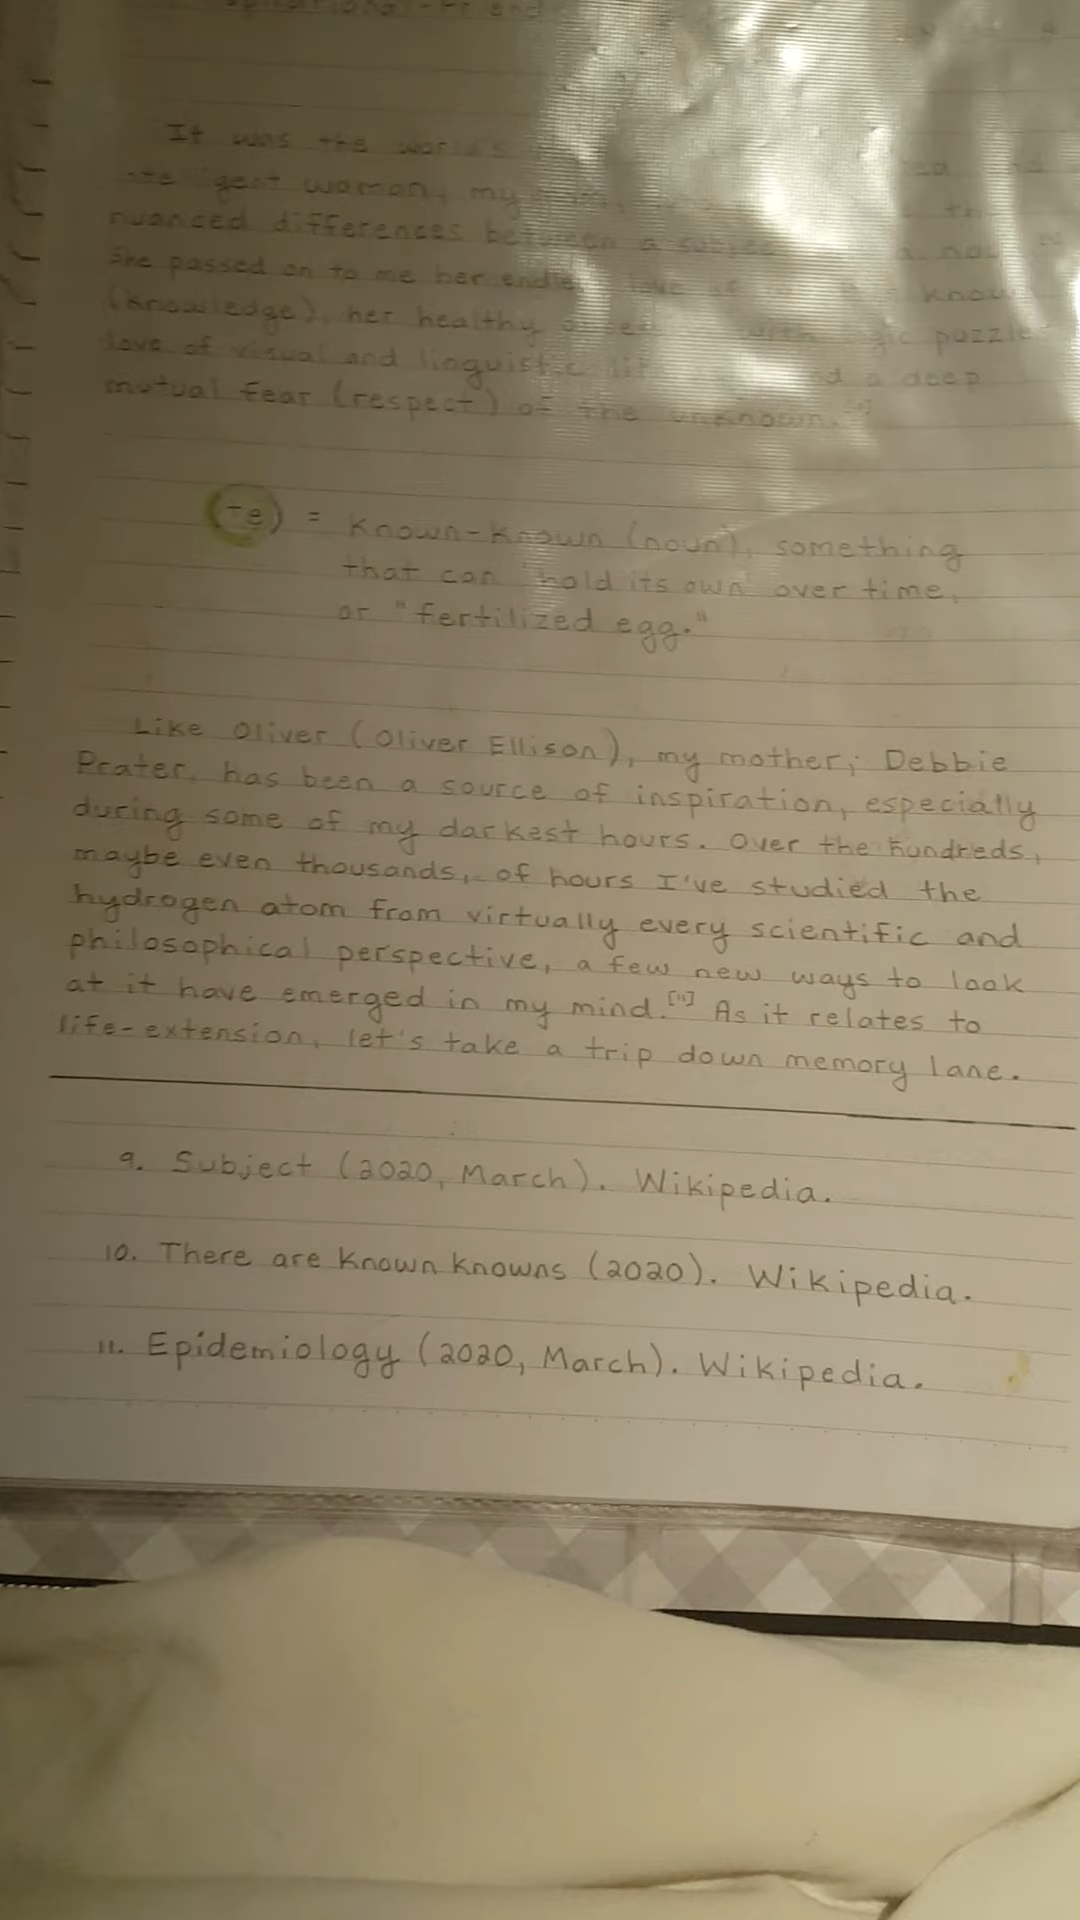 It was the world's
woman, my
nuanced differences between a
She passed on to me her love of
(knowledge), her healthy with puzzle
love of visual and linguistic a deep
mutual fear (respect) of the unknown.
(-e) = Known-Known (noun), something
that can "hold its own" over time,
or "fertilized egg."
Like Oliver (Oliver Ellison), my mother; Debbie
Prater, has been a source of inspiration, especially
during some of my darkest hours. Over the hundreds,
maybe even thousands, of hours I've studied the
hydrogen atom from virtually every scientific and
philosophical perspective, a few new ways to look
at it have emerged in my mind.[11] As it relates to
life-extension, let's take a trip down memory lane.
9. Subject (2020, March). Wikipedia.
10. There are Known Knowns (2020). Wikipedia.
11. Epidemiology (2020, March). Wikipedia.